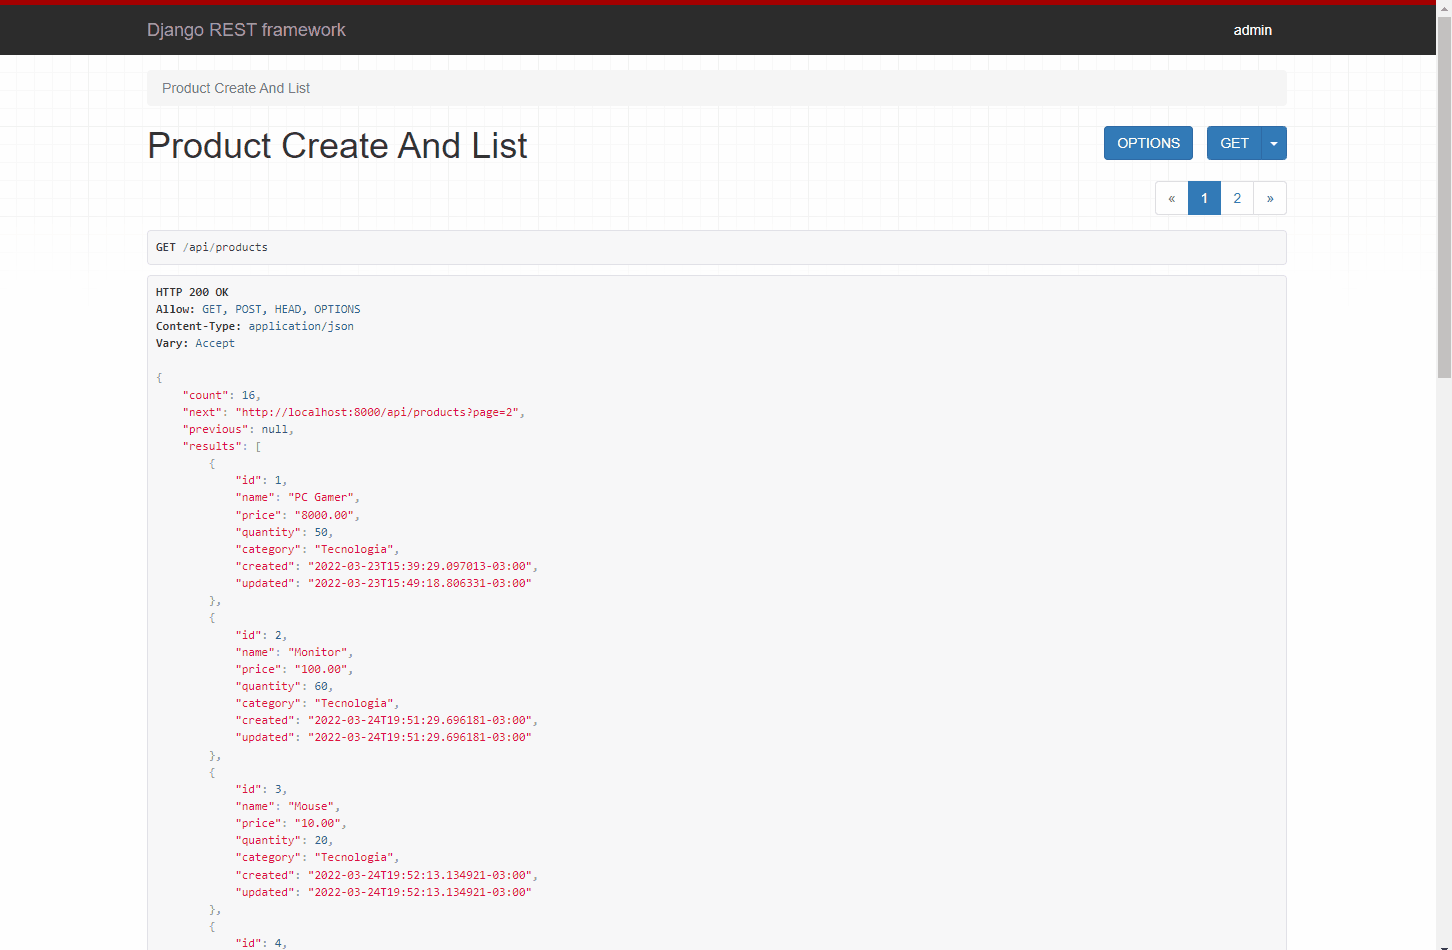 Django REST framework
admin
Product Create And List
Product Create And List
OPTIONS
GET
« 1 2 »
GET /api/products
HTTP 200 OK
Allow: GET, POST, HEAD, OPTIONS
Content-Type: application/json
Vary: Accept
{
    "count": 16,
    "next": "http://localhost:8000/api/products?page=2",
    "previous": null,
    "results": [
        {
            "id": 1,
            "name": "PC Gamer",
            "price": "8000.00",
            "quantity": 50,
            "category": "Tecnologia",
            "created": "2022-03-23T15:39:29.097013-03:00",
            "updated": "2022-03-23T15:49:18.806331-03:00"
        },
        {
            "id": 2,
            "name": "Monitor",
            "price": "100.00",
            "quantity": 60,
            "category": "Tecnologia",
            "created": "2022-03-24T19:51:29.696181-03:00",
            "updated": "2022-03-24T19:51:29.696181-03:00"
        },
        {
            "id": 3,
            "name": "Mouse",
            "price": "10.00",
            "quantity": 20,
            "category": "Tecnologia",
            "created": "2022-03-24T19:52:13.134921-03:00",
            "updated": "2022-03-24T19:52:13.134921-03:00"
        },
        {
            "id": 4,